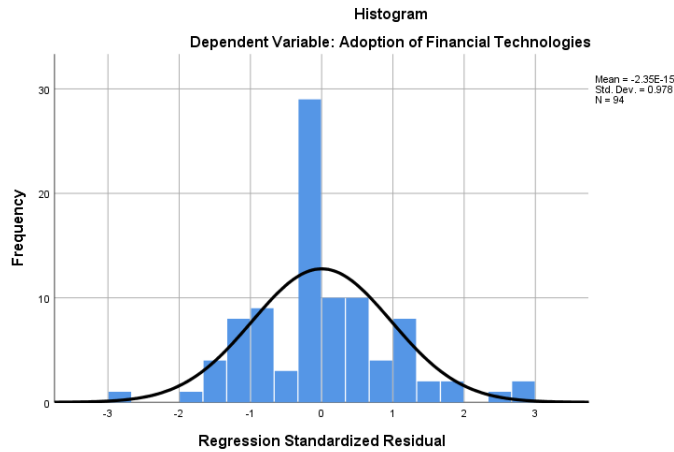 Histogram
Dependent Variable: Adoption of Financial Technologies
Mean = -2.35E-15
Std. Dev. = 0.978
N = 94
Frequency
30
20
10
0
-3 -2 -1 0 1 2 3
Regression Standardized Residual